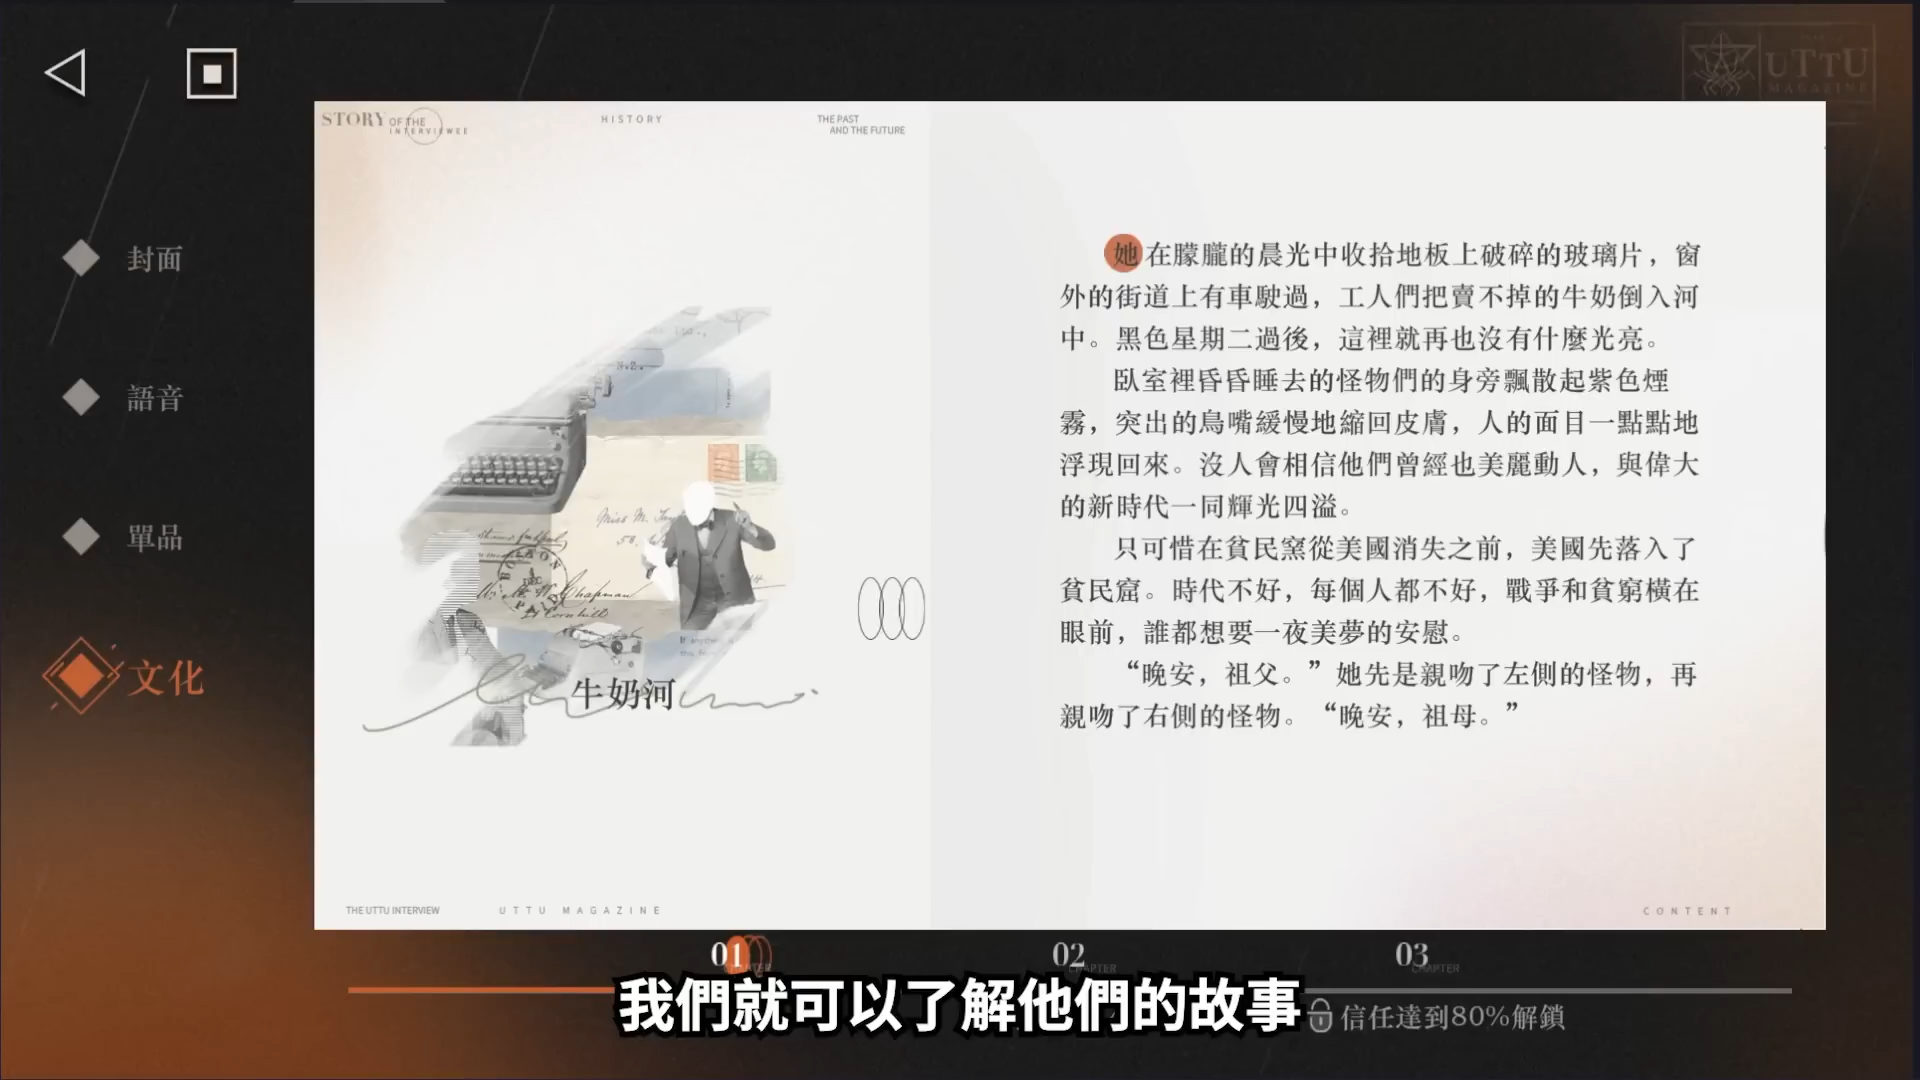 UTTU
MAGAZINE
STORY OF THE
INTERVIEWEE
HISTORY
THE PAST
AND THE FUTURE
封面
語音
單品
文化
牛奶河
她在朦朧的晨光中收拾地板上破碎的玻璃片，窗
外的街道上有車駛過，工人們把賣不掉的牛奶倒入河
中。黑色星期二過後，這裡就再也沒有什麼光亮。
臥室裡昏昏睡去的怪物們的身旁飄散起紫色煙
霧，突出的鳥嘴緩慢地縮回皮膚，人的面目一點點地
浮現回來。沒人會相信他們曾經也美麗動人，與偉大
的新時代一同輝光四溢。
只可惜在貧民窯從美國消失之前，美國先落入了
貧民窟。時代不好，每個人都不好，戰爭和貧窮橫在
眼前，誰都想要一夜美夢的安慰。
“晚安，祖父。”她先是親吻了左側的怪物，再
親吻了右側的怪物。“晚安，祖母。”
THE UTTU INTERVIEW
UTTU MAGAZINE
CONTENT
01
02
CHAPTER
03
CHAPTER
我們就可以了解他們的故事
信任達到80%解鎖